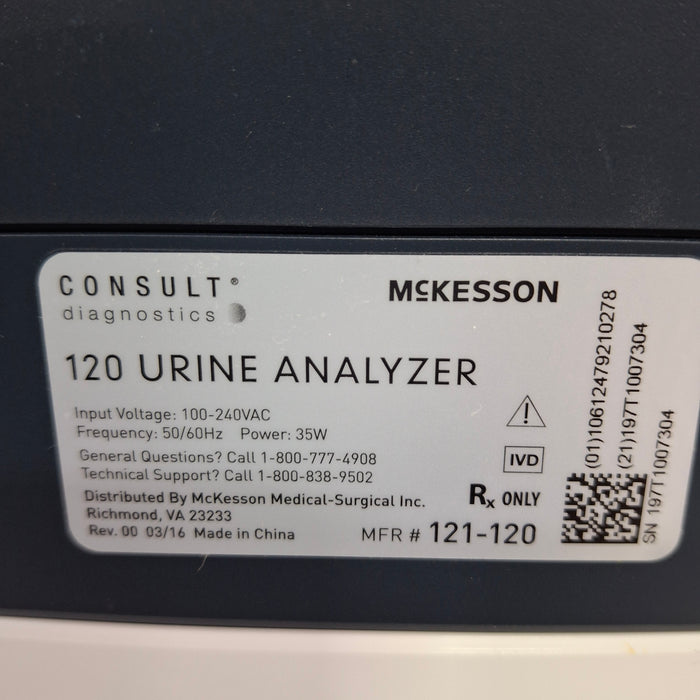 CONSULT®
diagnostics
McKESSON
120 URINE ANALYZER
Input Voltage: 100-240VAC
Frequency: 50/60Hz Power: 35W
General Questions? Call 1-800-777-4908
Technical Support? Call 1-800-838-9502
Distributed By McKesson Medical-Surgical Inc.
Richmond, VA 23233
Rev. 00 03/16 Made in China
IVD
Rx ONLY
MFR # 121-120
(01)10612479210278
(21)197T1007304
SN 197T1007304